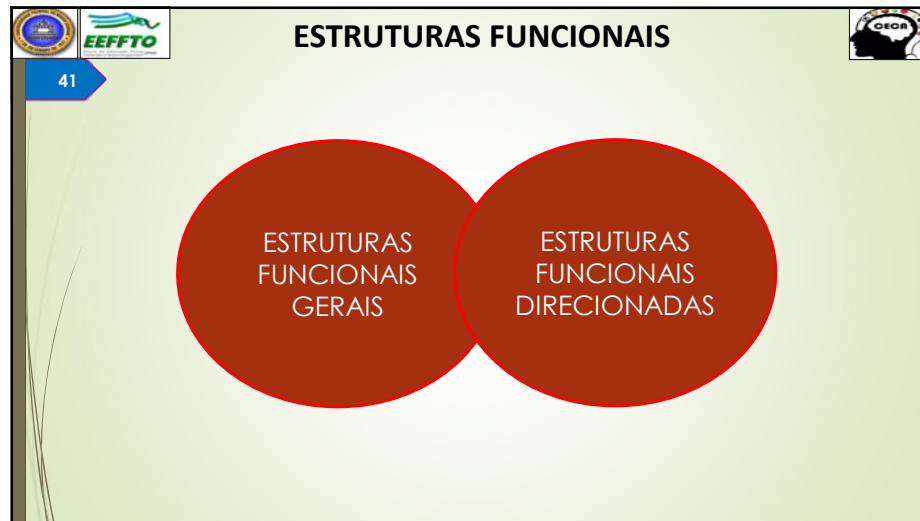 EEFFTO
ESTRUTURAS FUNCIONAIS
CECA
41
ESTRUTURAS
FUNCIONAIS
GERAIS
ESTRUTURAS
FUNCIONAIS
DIRECIONADAS